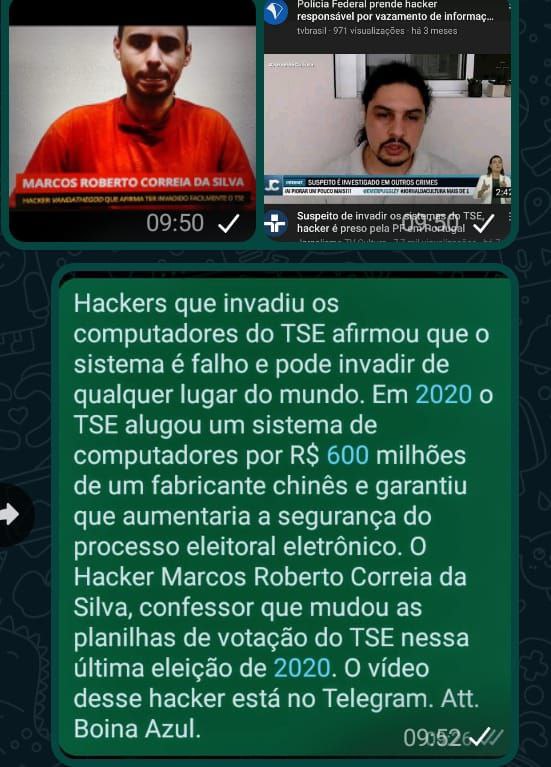 Polícia Federal prende hacker
responsável por vazamento de informaç...
tvbrasil · 971 visualizações · há 3 meses
MARCOS ROBERTO CORREIA DA SILVA
HACKER VANDATHEGOD QUE AFIRMA TER INVADIDO FACILMENTE O TSE
09:50
JC
INTERNET
SUSPEITO É INVESTIGADO EM OUTROS CRIMES
2:42
Suspeito de invadir os sistemas do TSE,
hacker é preso pela PF em Portugal
09:50
Jornalismo TV Cultura
Hackers que invadiu os
computadores do TSE afirmou que o
sistema é falho e pode invadir de
qualquer lugar do mundo. Em 2020 o
TSE alugou um sistema de
computadores por R$ 600 milhões
de um fabricante chinês e garantiu
que aumentaria a segurança do
processo eleitoral eletrônico. O
Hacker Marcos Roberto Correia da
Silva, confessor que mudou as
planilhas de votação do TSE nessa
última eleição de 2020. O vídeo
desse hacker está no Telegram. Att.
Boina Azul.
09:52